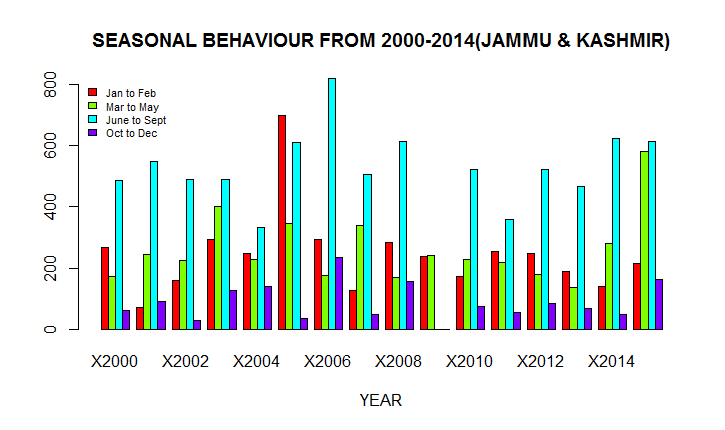 SEASONAL BEHAVIOUR FROM 2000-2014(JAMMU & KASHMIR)
800
600
400
200
0
Jan to Feb
Mar to May
June to Sept
Oct to Dec
X2000 X2002 X2004 X2006 X2008 X2010 X2012 X2014
YEAR